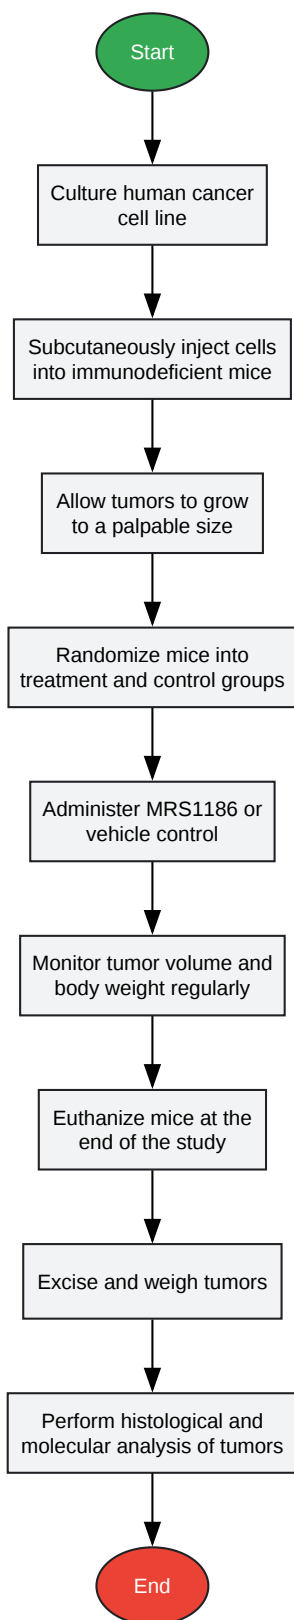 Start
Culture human cancer
cell line
Subcutaneously inject cells
into immunodeficient mice
Allow tumors to grow
to a palpable size
Randomize mice into
treatment and control groups
Administer MRS1186 or
vehicle control
Monitor tumor volume and
body weight regularly
Euthanize mice at the
end of the study
Excise and weigh tumors
Perform histological and
molecular analysis of tumors
End